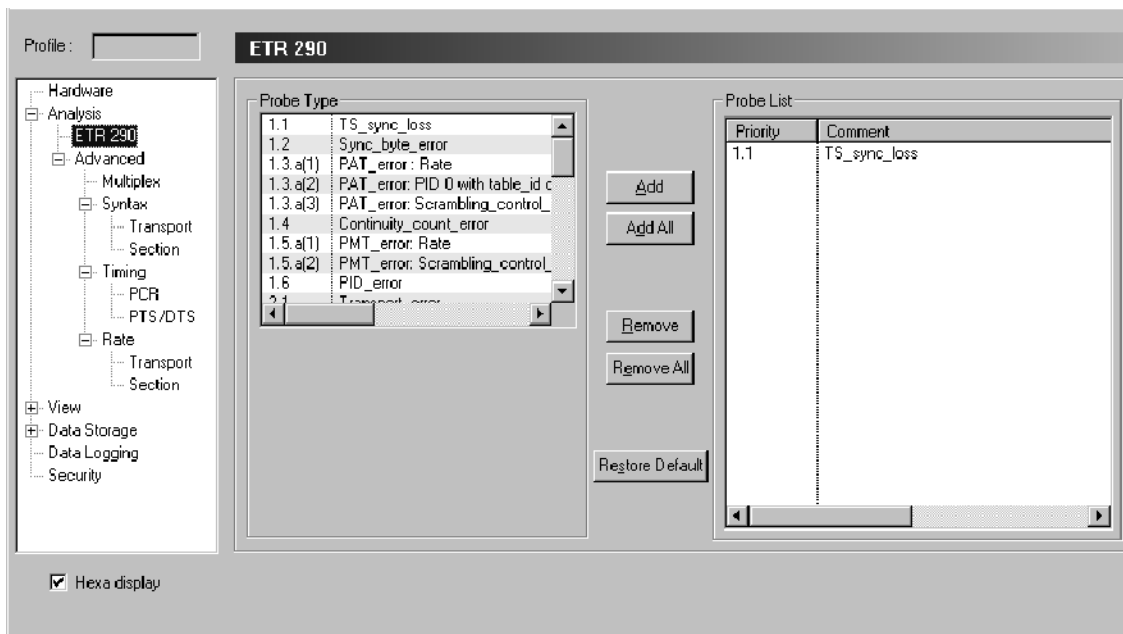 Profile :
ETR 290
Hardware
Analysis
ETR 290
Advanced
Multiplex
Syntax
Transport
Section
Timing
PCR
PTS/DTS
Rate
Transport
Section
View
Data Storage
Data Logging
Security
Probe Type
1.1 TS_sync_loss
1.2 Sync_byte_error
1.3.a(1) PAT_error : Rate
1.3.a(2) PAT_error: PID 0 with table_id
1.3.a(3) PAT_error: Scrambling_control_
1.4 Continuity_count_error
1.5.a(1) PMT_error: Rate
1.5.a(2) PMT_error: Scrambling_control_
1.6 PID_error
2.1 Transport_error
Add
Add All
Remove
Remove All
Restore Default
Probe List
Priority Comment
1.1 TS_sync_loss
Hexa display